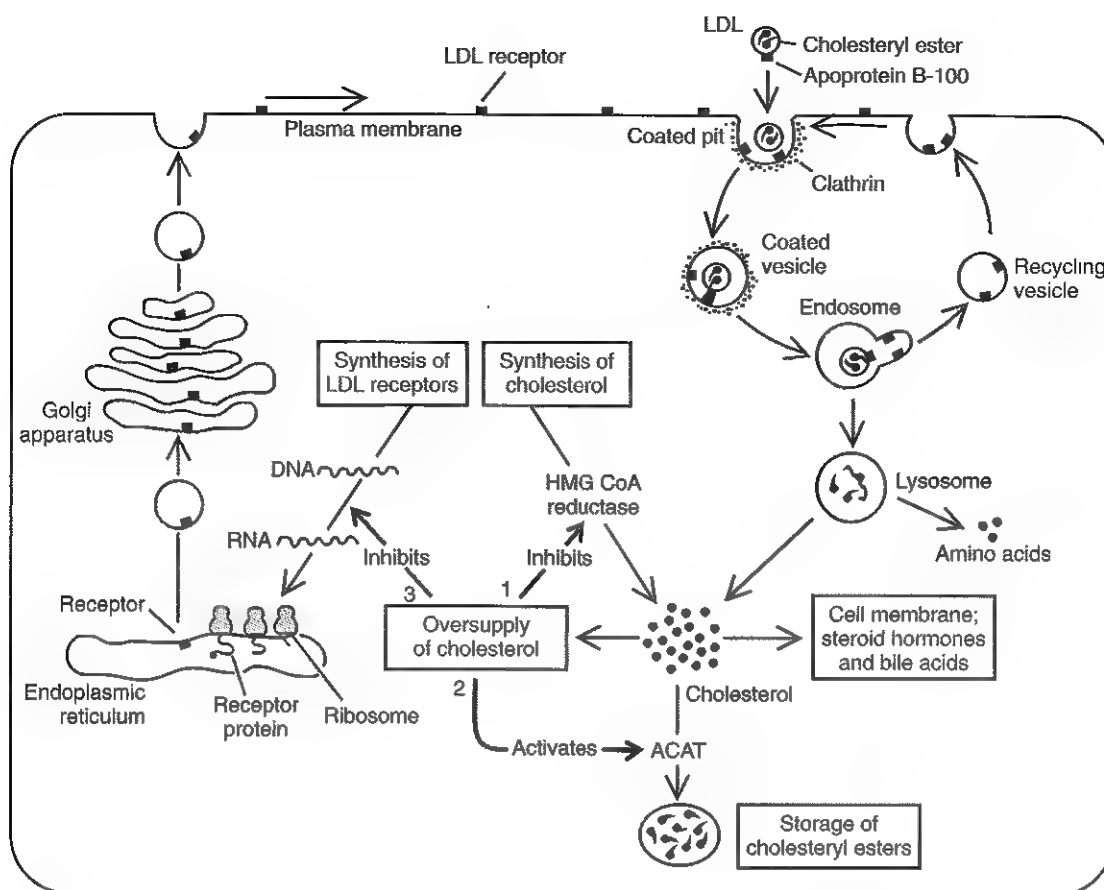 LDL
Cholesteryl ester
Apoprotein B-100
LDL receptor
Plasma membrane
Coated pit
Clathrin
Coated
vesicle
Recycling
vesicle
Endosome
Synthesis of
LDL receptors
Synthesis of
cholesterol
Golgi
apparatus
DNA
HMG CoA
reductase
Lysosome
RNA
Inhibits
Inhibits
Amino acids
3
1
Receptor
Oversupply
of cholesterol
Cell membrane;
steroid hormones
and bile acids
2
Cholesterol
Endoplasmic
reticulum
Receptor
protein
Ribosome
Activates
ACAT
Storage of
cholesteryl esters